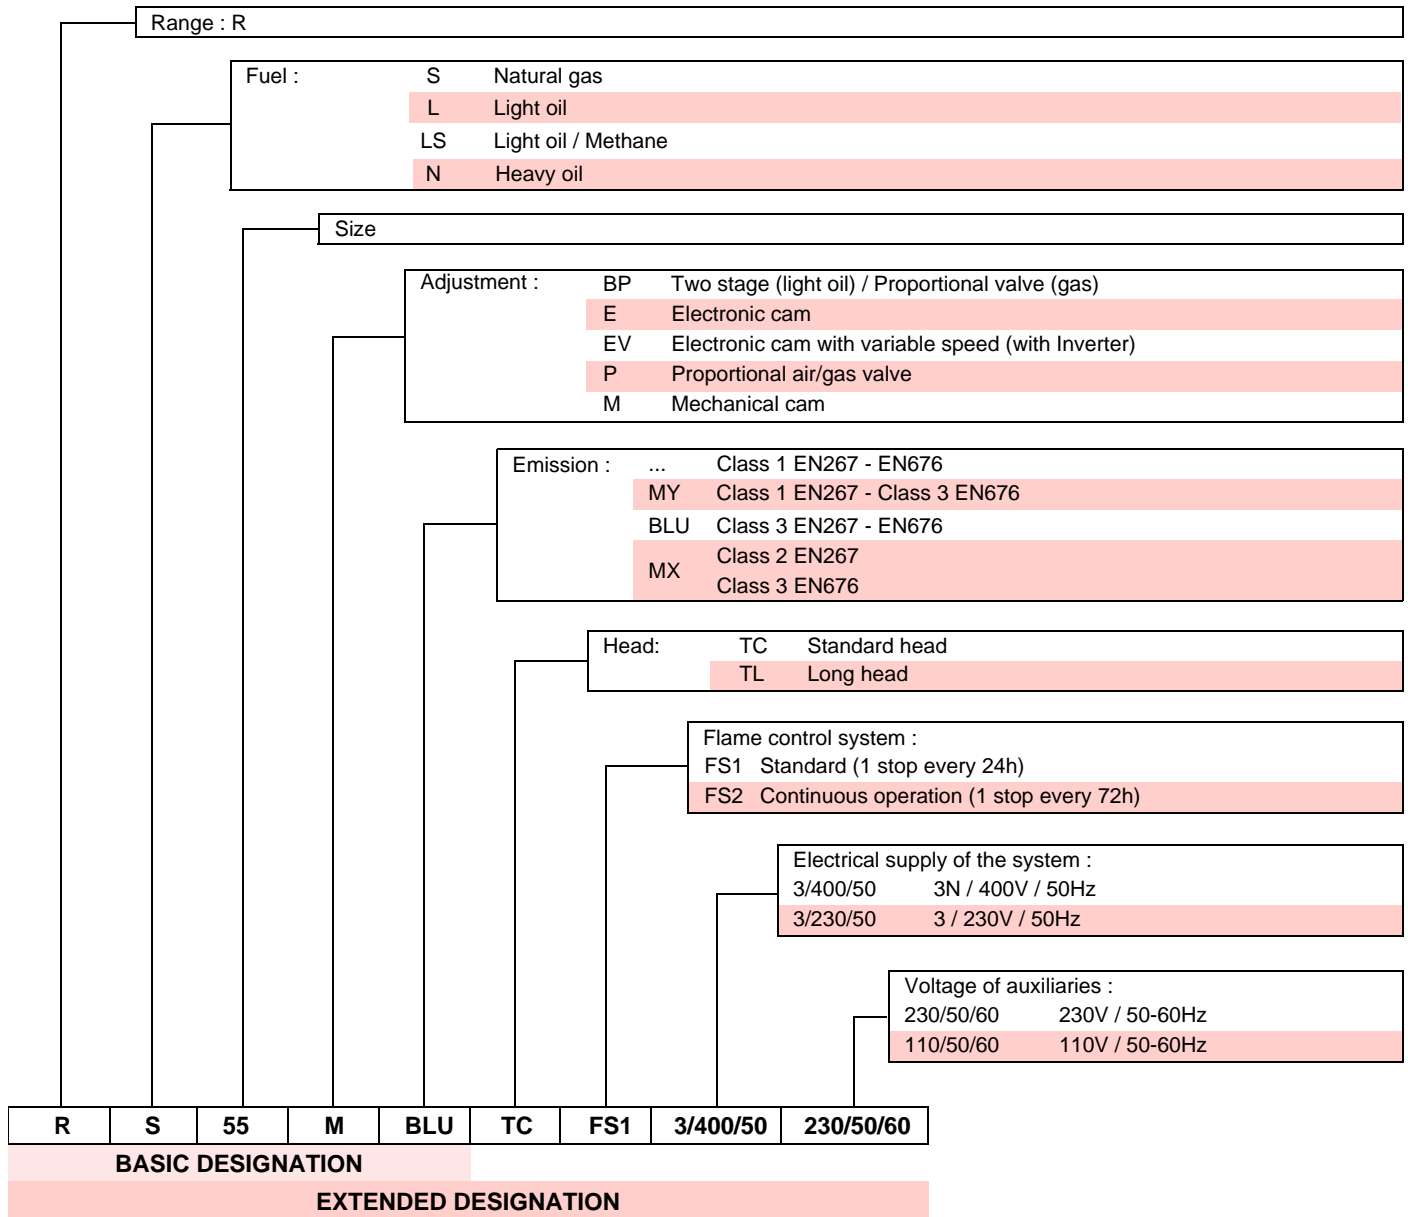 Range : R
Fuel : S Natural gas
L Light oil
LS Light oil / Methane
N Heavy oil
Size
Adjustment : BP Two stage (light oil) / Proportional valve (gas)
E Electronic cam
EV Electronic cam with variable speed (with Inverter)
P Proportional air/gas valve
M Mechanical cam
Emission : ... Class 1 EN267 - EN676
MY Class 1 EN267 - Class 3 EN676
BLU Class 3 EN267 - EN676
MX Class 2 EN267
Class 3 EN676
Head: TC Standard head
TL Long head
Flame control system :
FS1 Standard (1 stop every 24h)
FS2 Continuous operation (1 stop every 72h)
Electrical supply of the system :
3/400/50 3N / 400V / 50Hz
3/230/50 3 / 230V / 50Hz
Voltage of auxiliaries :
230/50/60 230V / 50-60Hz
110/50/60 110V / 50-60Hz
R S 55 M BLU TC FS1 3/400/50 230/50/60
BASIC DESIGNATION
EXTENDED DESIGNATION